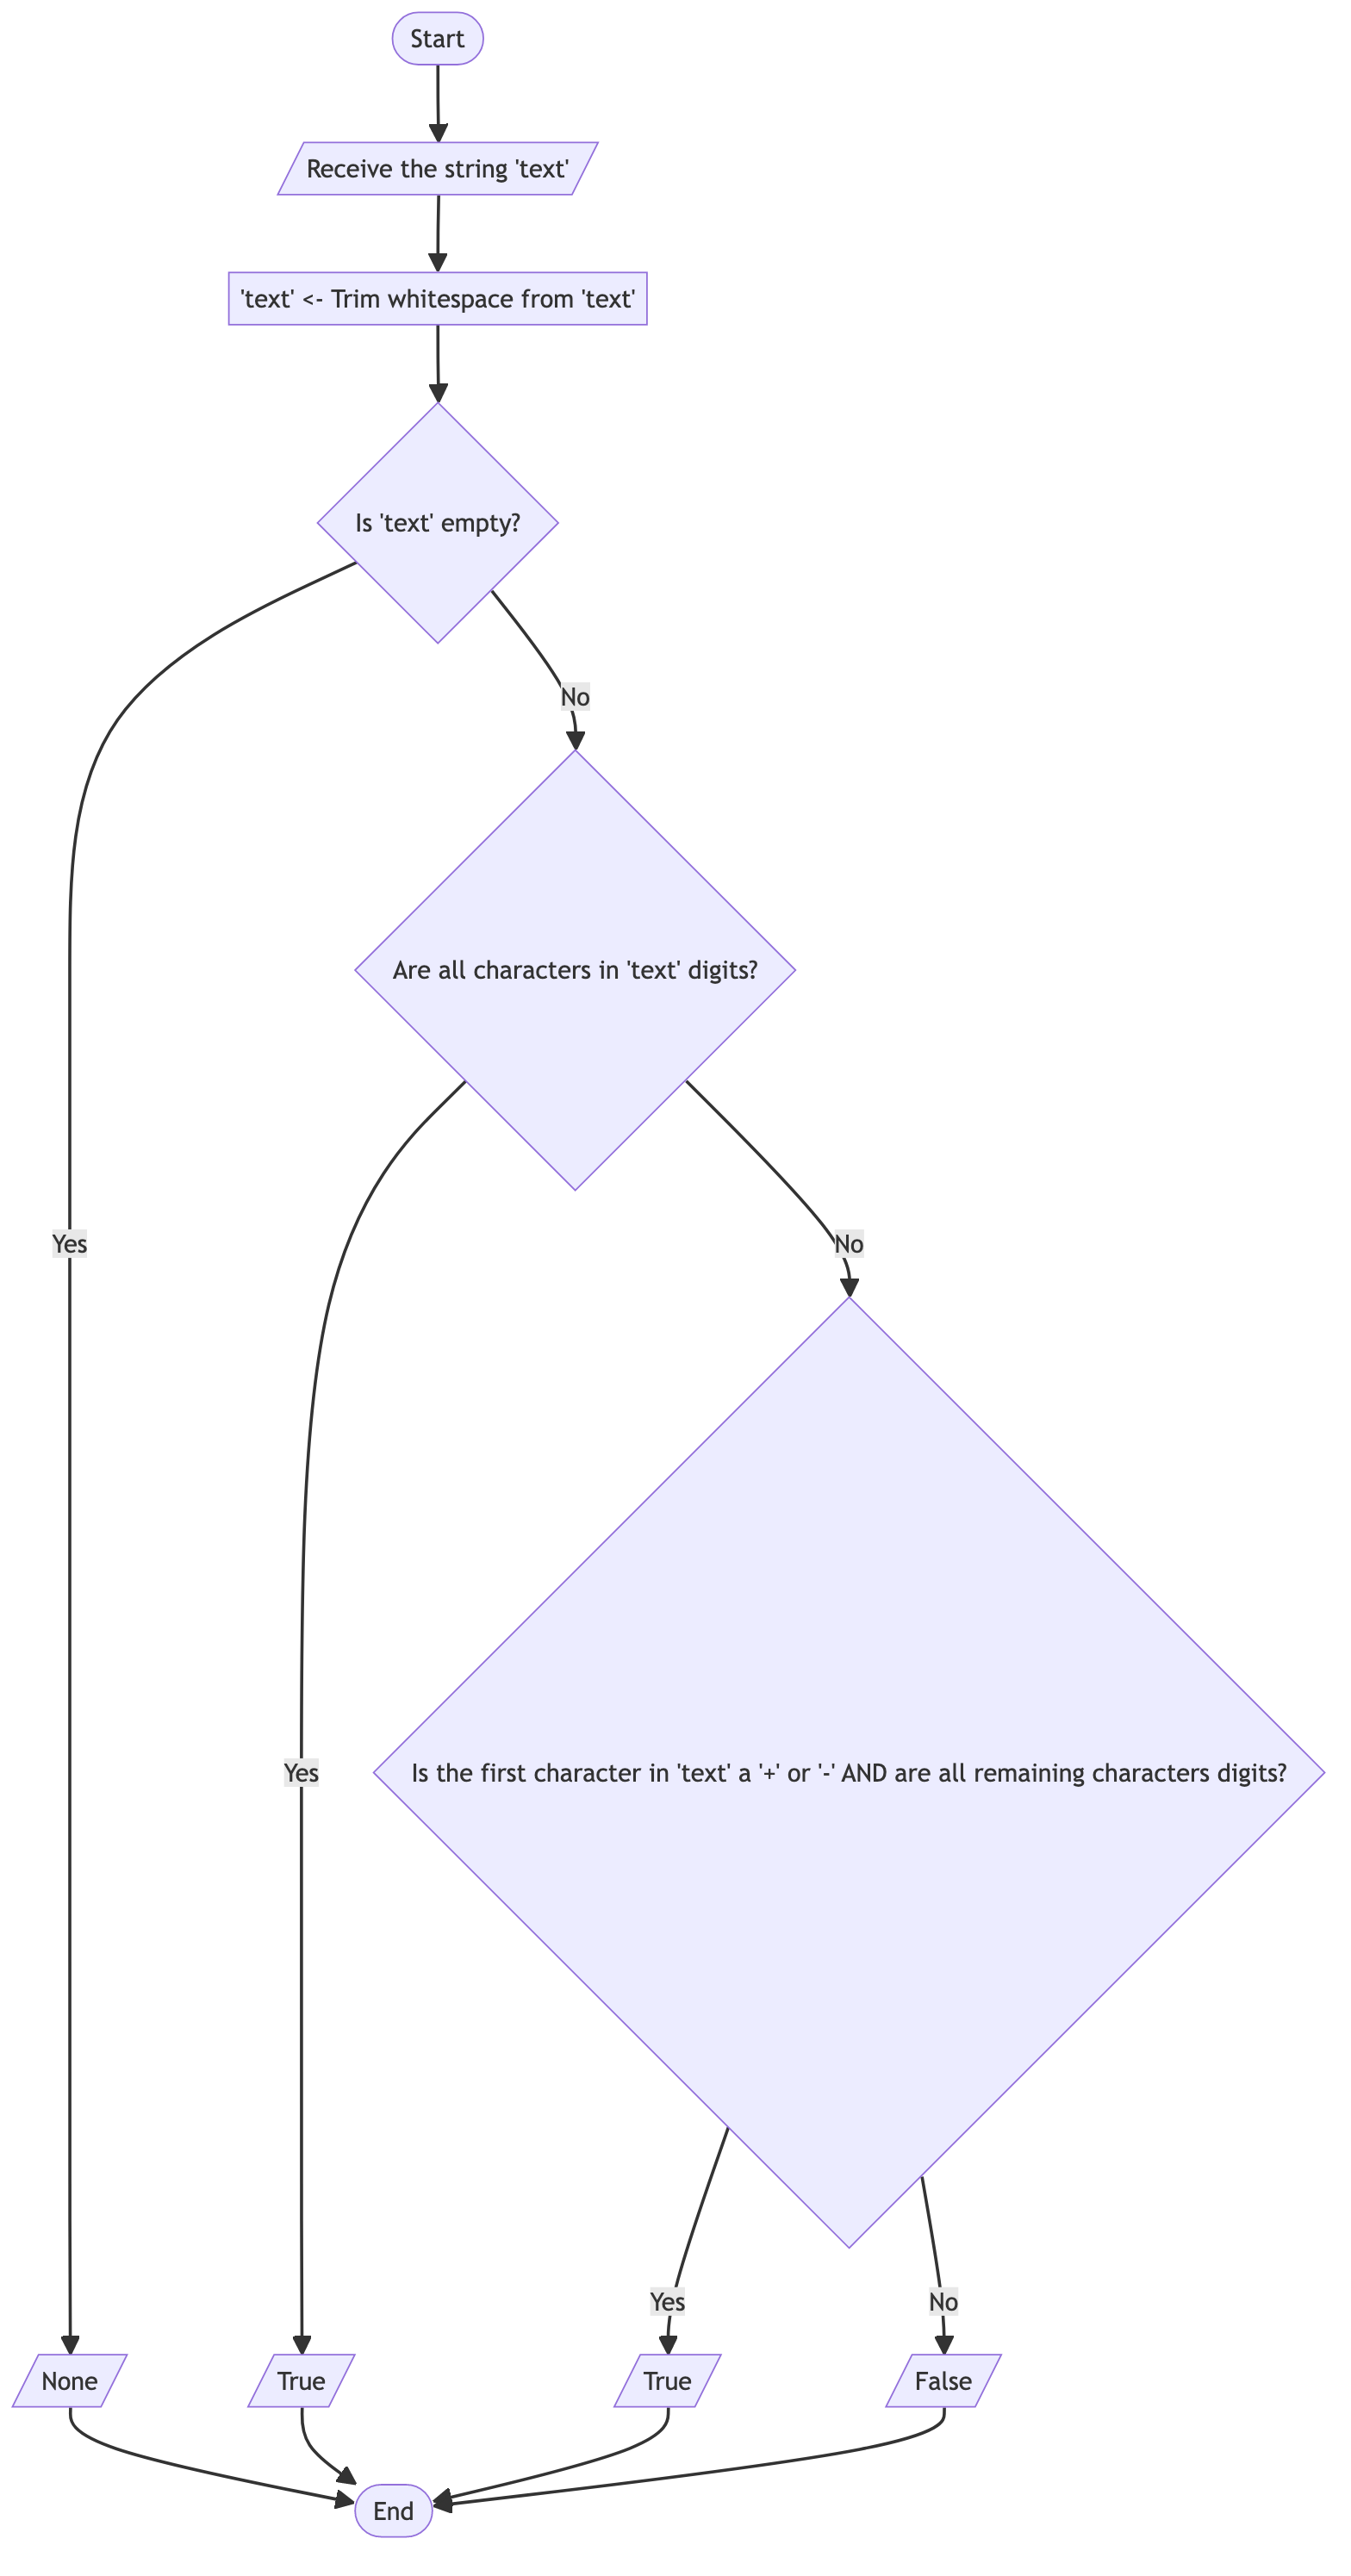 Start
Receive the string 'text'
'text' <- Trim whitespace from 'text'
Is 'text' empty?
No
Are all characters in 'text' digits?
Yes
No
Yes
Is the first character in 'text' a '+' or '-' AND are all remaining characters digits?
Yes
No
None
True
True
False
End